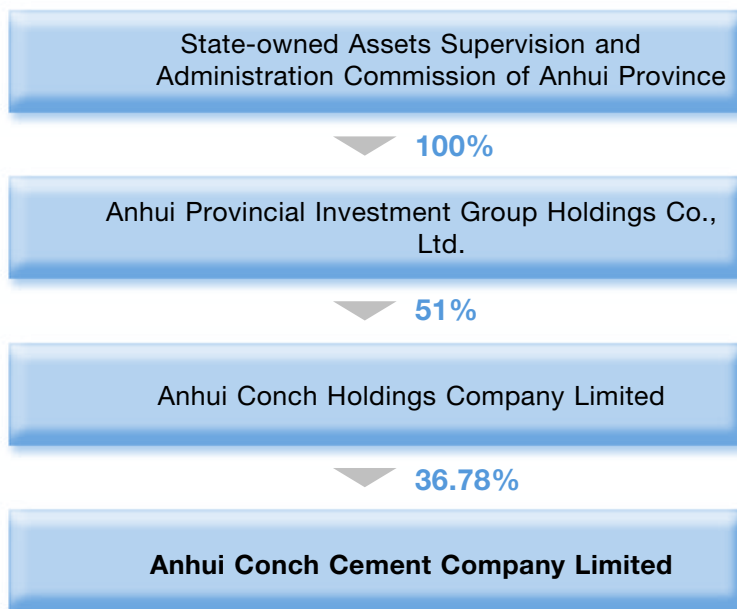 State-owned Assets Supervision and
Administration Commission of Anhui Province
100%
Anhui Provincial Investment Group Holdings Co.,
Ltd.
51%
Anhui Conch Holdings Company Limited
36.78%
Anhui Conch Cement Company Limited